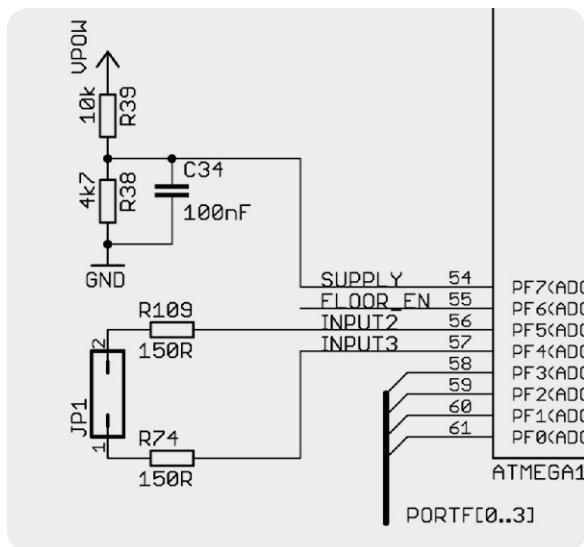 VPOW
10k
R39
4k7
R38
C34
100nF
GND
SUPPLY 54 PF7(ADC
FLOOR_EN 55 PF6(ADC
INPUT2 56 PF5(ADC
INPUT3 57 PF4(ADC
58 PF3(ADC
59 PF2(ADC
60 PF1(ADC
61 PF0(ADC
R109
150R
2
JP1
1
R74
150R
ATMEGA1
PORTF[0..3]